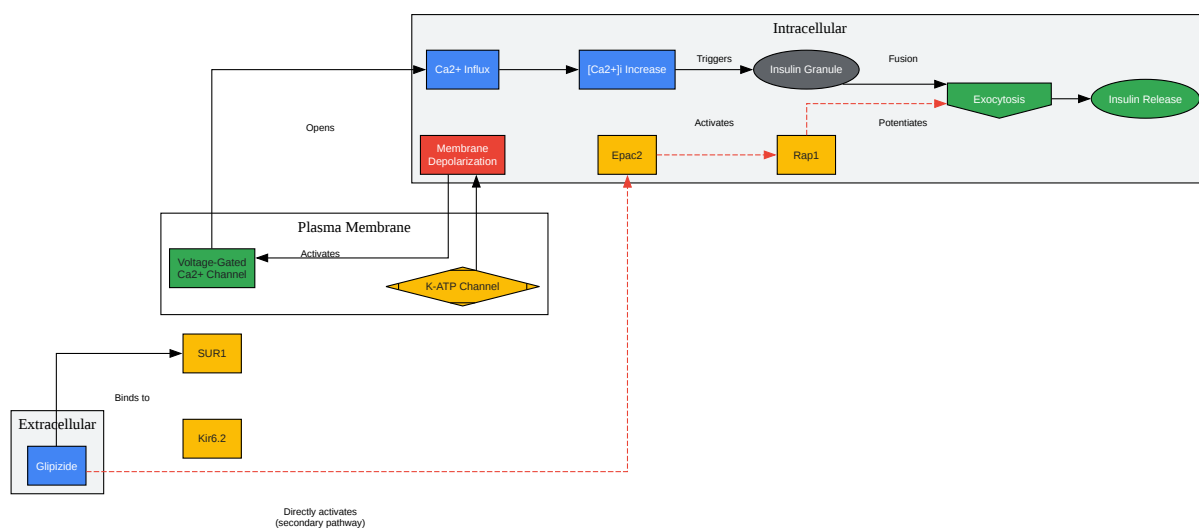 Intracellular
Ca2+ Influx
[Ca2+]i Increase
Triggers
Insulin Granule
Fusion
Exocytosis
Insulin Release
Opens
Membrane
Depolarization
Epac2
Activates
Rap1
Potentiates
Plasma Membrane
Voltage-Gated
Ca2+ Channel
Activates
K-ATP Channel
SUR1
Binds to
Extracellular
Kir6.2
Glipizide
Directly activates
(secondary pathway)